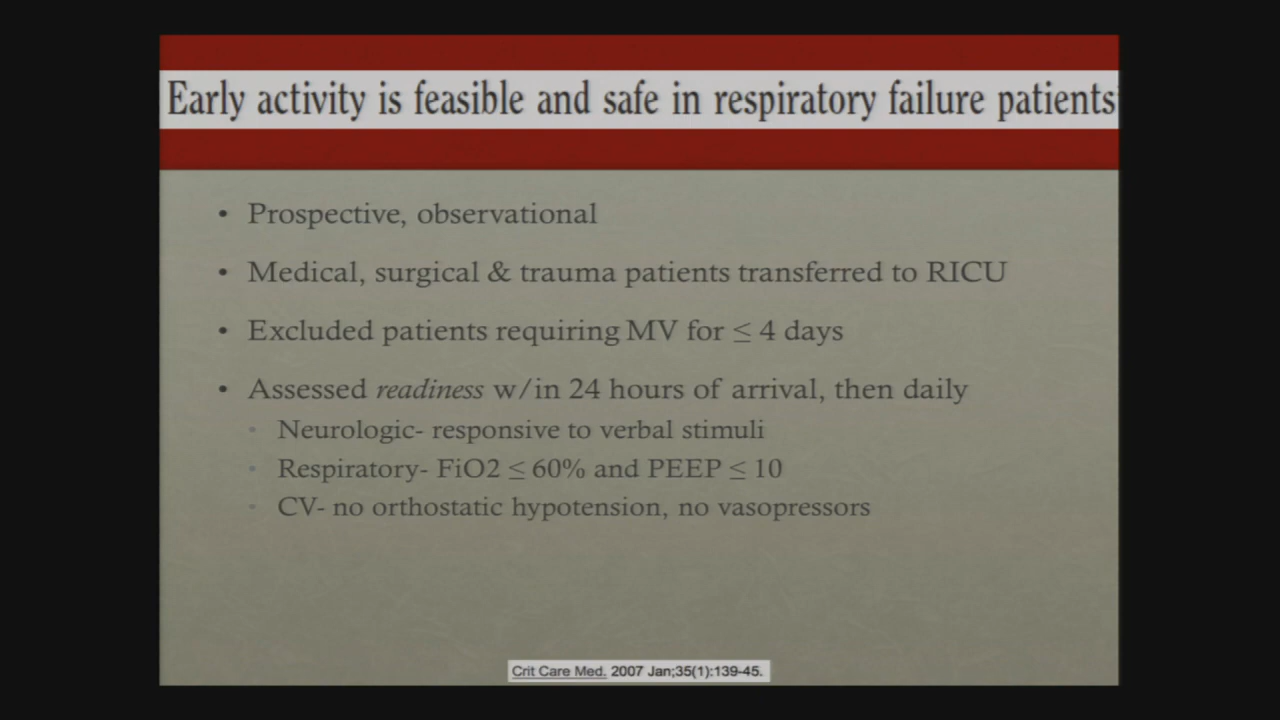 Early activity is feasible and safe in respiratory failure patients
• Prospective, observational
• Medical, surgical & trauma patients transferred to RICU
• Excluded patients requiring MV for ≤ 4 days
• Assessed readiness w/in 24 hours of arrival, then daily
• Neurologic- responsive to verbal stimuli
• Respiratory- FiO2 ≤ 60% and PEEP ≤ 10
• CV- no orthostatic hypotension, no vasopressors
Crit Care Med. 2007 Jan;35(1):139-45.